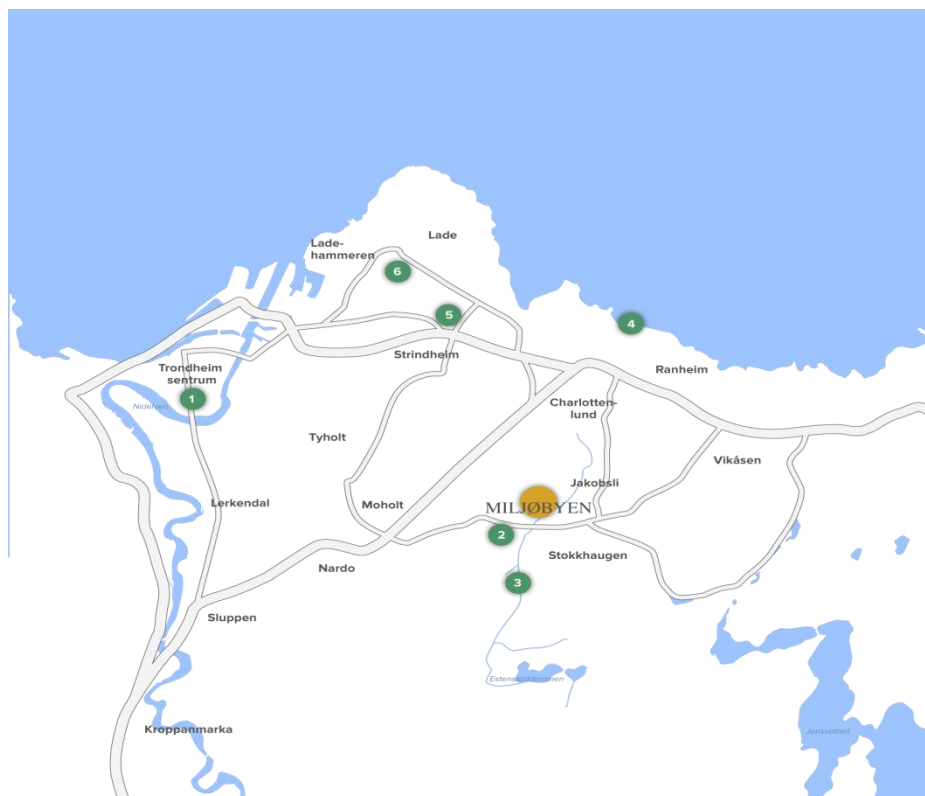 Lade
Lade-
hammeren
6
5
4
Strindheim
Trondheim
sentrum
1
Nidelven
Ranheim
Charlotten-
lund
Tyholt
Vikåsen
Jakobsli
MILJØBYEN
Lerkendal
Moholt
2
Stokkhaugen
Nardo
3
Sluppen
Estenstaddammen
Kroppanmarka
Jonsvatnet